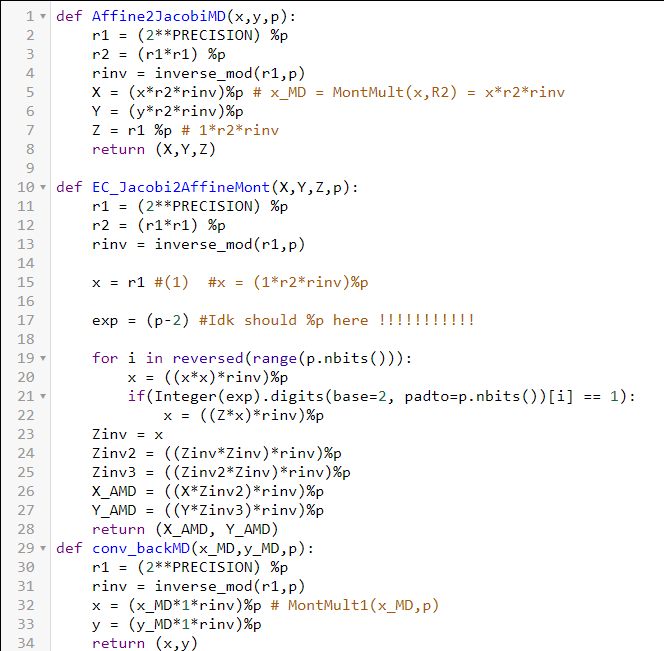 1 def Affine2JacobiMD(x,y,p):
2     r1 = (2**PRECISION) %p
3     r2 = (r1*r1) %p
4     rinv = inverse_mod(r1,p)
5     X = (x*r2*rinv)%p # x_MD = MontMult(x,R2) = x*r2*rinv
6     Y = (y*r2*rinv)%p
7     Z = r1 %p # 1*r2*rinv
8     return (X,Y,Z)
9
10 def EC_Jacobi2AffineMont(X,Y,Z,p):
11     r1 = (2**PRECISION) %p
12     r2 = (r1*r1) %p
13     rinv = inverse_mod(r1,p)
14
15     x = r1 #(1)  #x = (1*r2*rinv)%p
16
17     exp = (p-2) #Idk should %p here !!!!!!!!!!!
18
19     for i in reversed(range(p.nbits())):
20         x = ((x*x)*rinv)%p
21         if(Integer(exp).digits(base=2, padto=p.nbits())[i] == 1):
22             x = ((Z*x)*rinv)%p
23     Zinv = x
24     Zinv2 = ((Zinv*Zinv)*rinv)%p
25     Zinv3 = ((Zinv2*Zinv)*rinv)%p
26     X_AMD = ((X*Zinv2)*rinv)%p
27     Y_AMD = ((Y*Zinv3)*rinv)%p
28     return (X_AMD, Y_AMD)
29 def conv_backMD(x_MD,y_MD,p):
30     r1 = (2**PRECISION) %p
31     rinv = inverse_mod(r1,p)
32     x = (x_MD*1*rinv)%p # MontMult1(x_MD,p)
33     y = (y_MD*1*rinv)%p
34     return (x,y)